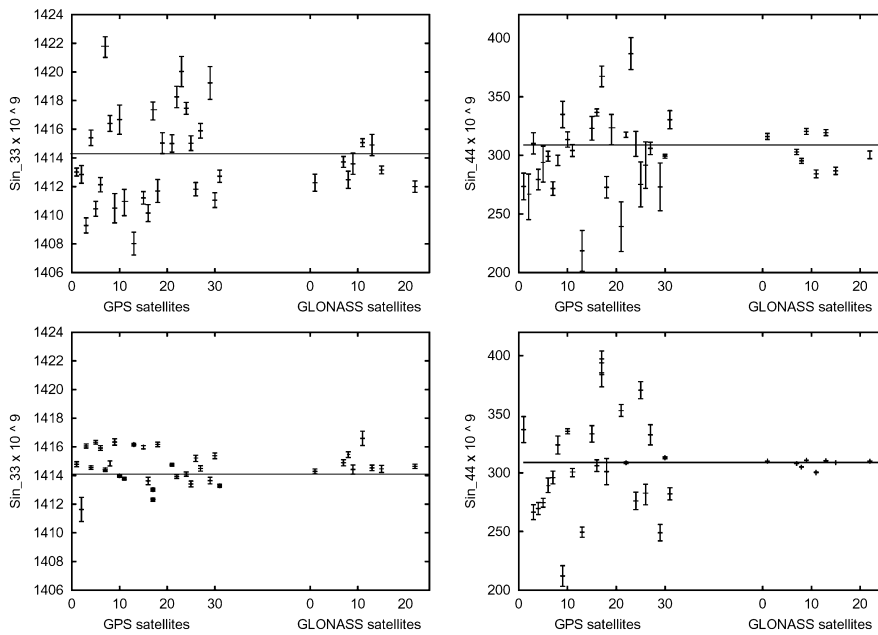 1424
1422
1420
1418
1416
1414
1412
1410
1408
1406
Sin_33 x 10 ^ 9
0 10 20 30 0 10 20
GPS satellites GLONASS satellites
400
350
300
250
200
Sin_44 x 10 ^ 9
0 10 20 30 0 10 20
GPS satellites GLONASS satellites
1424
1422
1420
1418
1416
1414
1412
1410
1408
1406
Sin_33 x 10 ^ 9
0 10 20 30 0 10 20
GPS satellites GLONASS satellites
400
350
300
250
200
Sin_44 x 10 ^ 9
0 10 20 30 0 10 20
GPS satellites GLONASS satellites